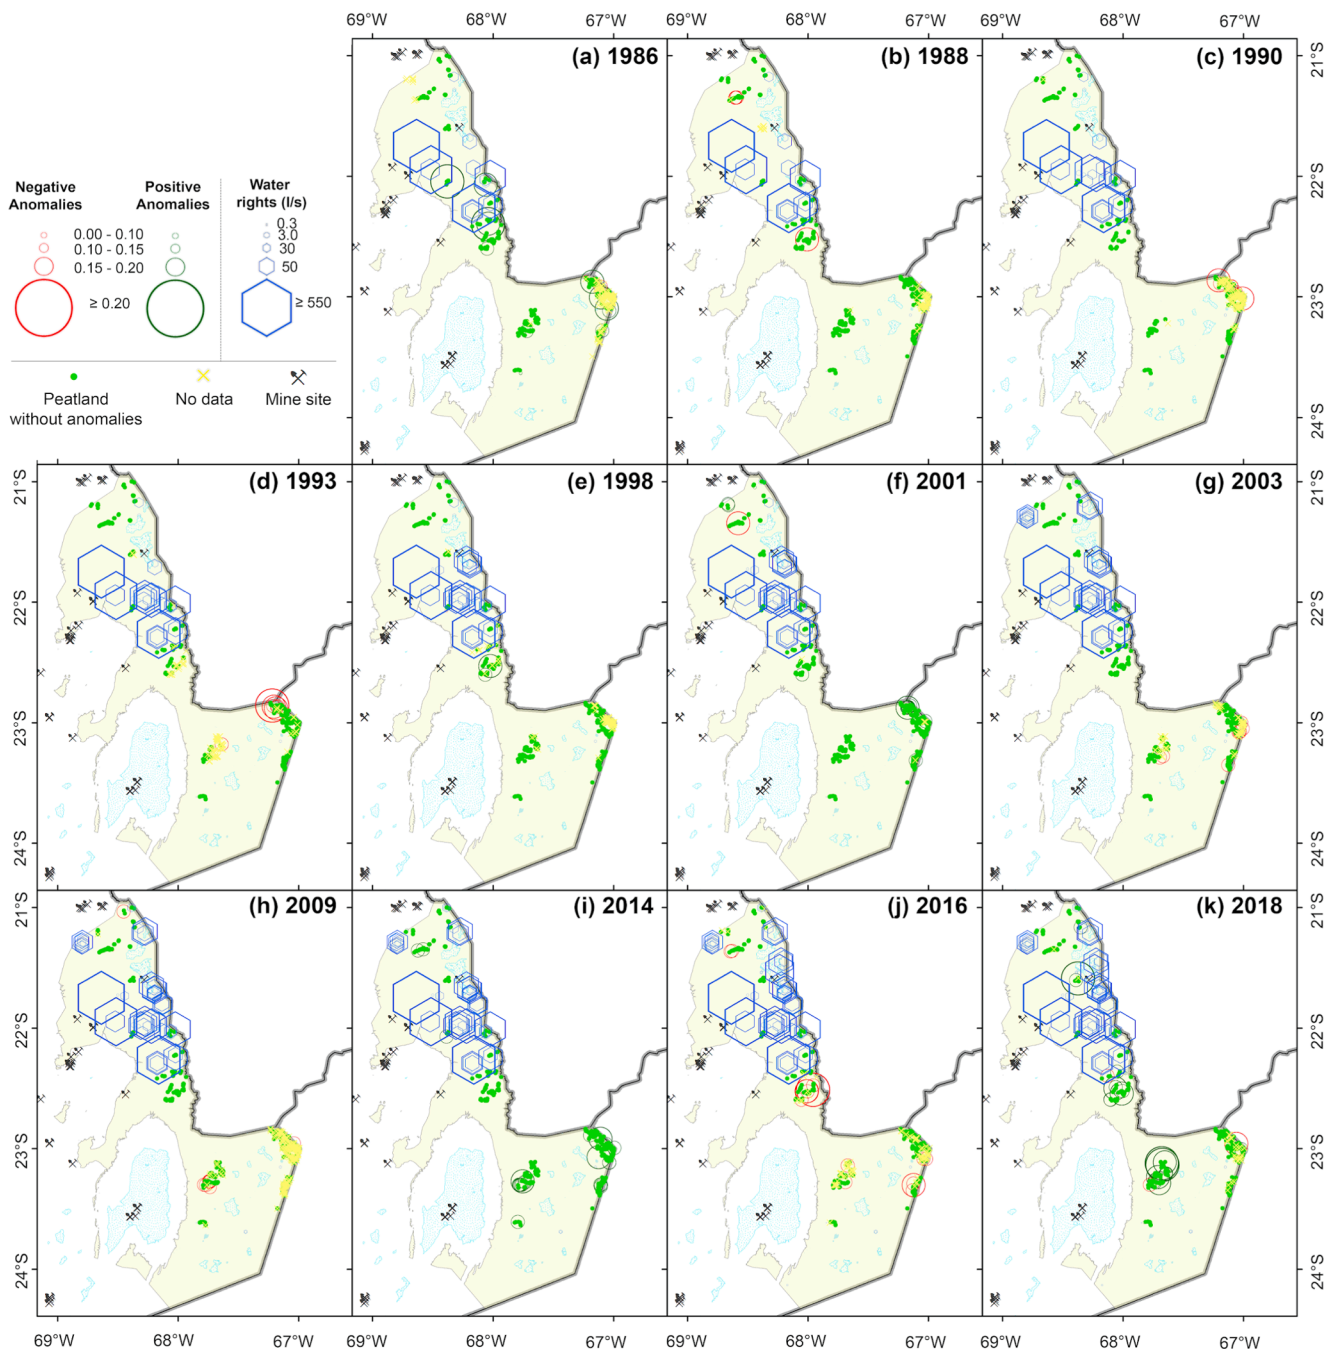 69°W 68°W 67°W 69°W 68°W 67°W 69°W 68°W 67°W
(a) 1986
(b) 1988
(c) 1990
21°S
22°S
23°S
24°S
Negative Anomalies
Positive Anomalies
Water rights (l/s)
0.00 - 0.10
0.10 - 0.15
0.15 - 0.20
≥ 0.20
0.3
3.0
30
50
≥ 550
Peatland without anomalies
No data
Mine site
(d) 1993
(e) 1998
(f) 2001
(g) 2003
21°S
22°S
23°S
24°S
21°S
22°S
23°S
24°S
(h) 2009
(i) 2014
(j) 2016
(k) 2018
21°S
22°S
23°S
24°S
21°S
22°S
23°S
24°S
69°W 68°W 67°W 69°W 68°W 67°W 69°W 68°W 67°W 69°W 68°W 67°W